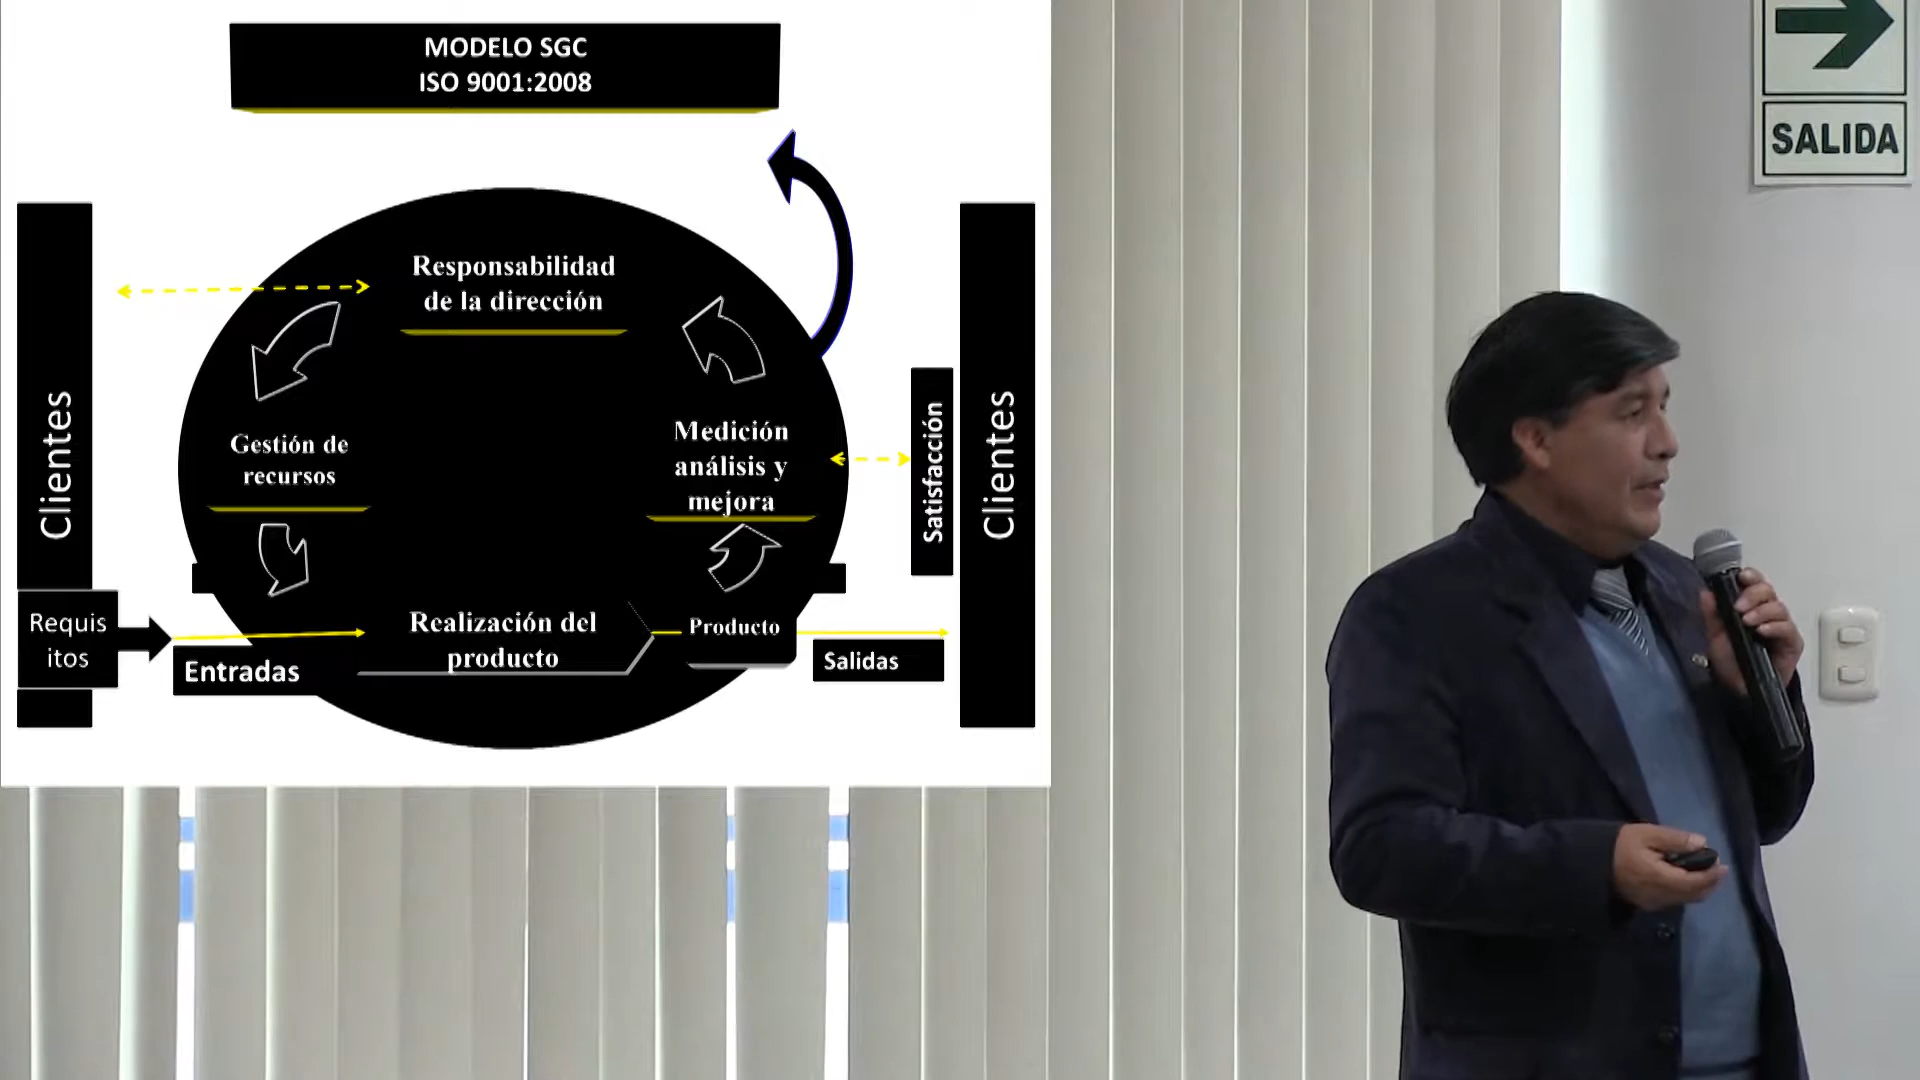 MODELO SGC
ISO 9001:2008
SALIDA
Responsabilidad
de la dirección
Clientes
Gestión de
recursos
Medición
análisis y
mejora
Satisfacción
Clientes
Requis
itos
Entradas
Realización del
producto
Producto
Salidas